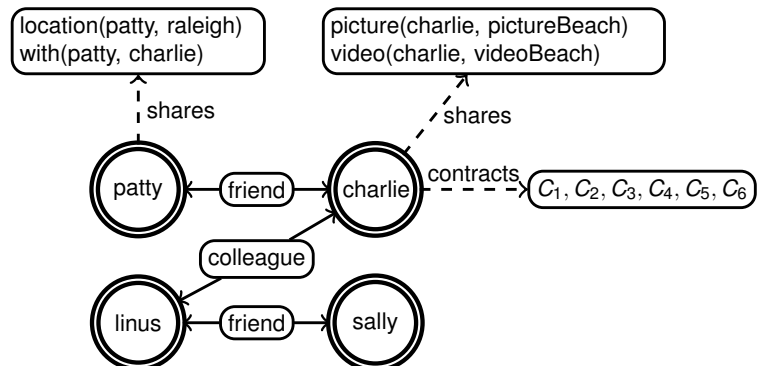 location(patty, raleigh)
with(patty, charlie)
picture(charlie, pictureBeach)
video(charlie, videoBeach)
shares
shares
patty
friend
charlie
contracts
C₁, C₂, C₃, C₄, C₅, C₆
colleague
linus
friend
sally